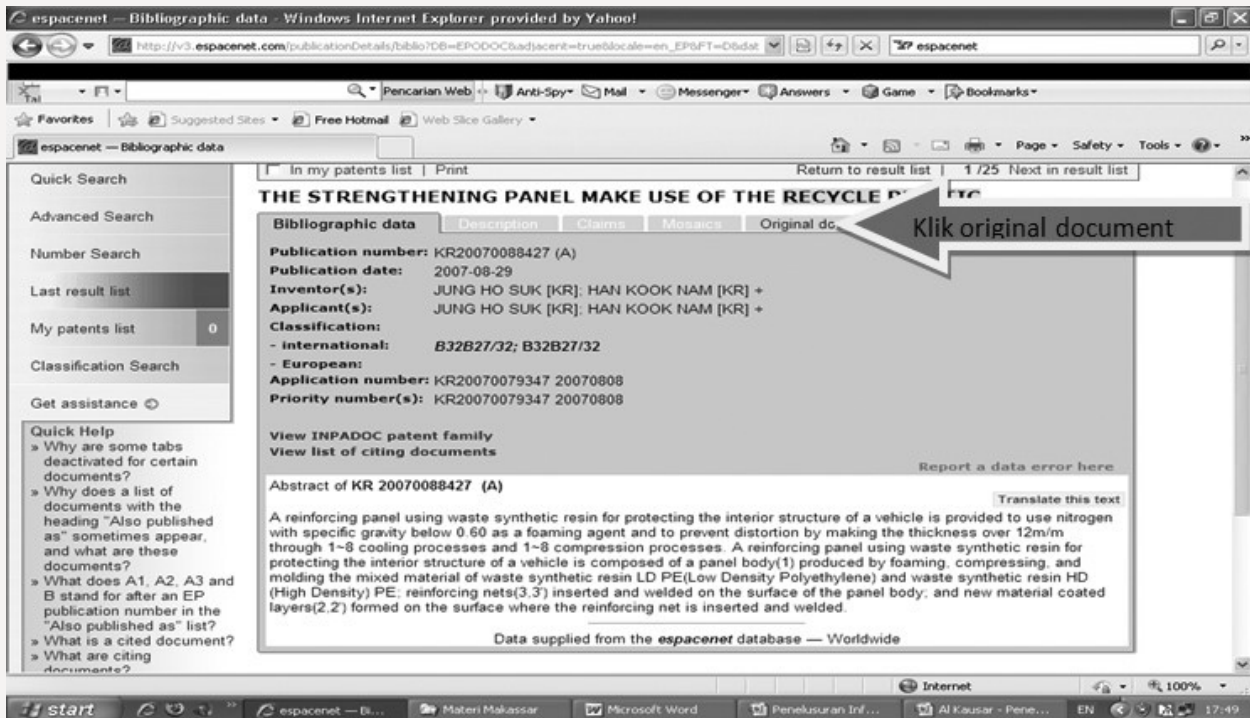 espacenet — Bibliographic data - Windows Internet Explorer provided by Yahoo!
http://v3.espacenet.com/publicationDetails/biblio?DB=EPODOC&adjacent=true&locale=en_EP&FT=D&dat
espacenet
Pencarian Web Anti-Spy Mail Messenger Answers Game Bookmarks
Favorites Suggested Sites Free Hotmail Web Slice Gallery
espacenet — Bibliographic data Page Safety Tools
Quick Search
Advanced Search
Number Search
Last result list
My patents list 0
Classification Search
Get assistance
Quick Help
» Why are some tabs
deactivated for certain
documents?
» Why does a list of
documents with the
heading "Also published
as" sometimes appear,
and what are these
documents?
» What does A1, A2, A3 and
B stand for after an EP
publication number in the
"Also published as" list?
» What is a cited document?
» What are citing
documents?
In my patents list | Print Return to result list | 1 /25 Next in result list
THE STRENGTHENING PANEL MAKE USE OF THE RECYCLE
Bibliographic data Description Claims Mosaics Original
Klik original document
Publication number: KR20070088427 (A)
Publication date: 2007-08-29
Inventor(s): JUNG HO SUK [KR]; HAN KOOK NAM [KR] +
Applicant(s): JUNG HO SUK [KR]; HAN KOOK NAM [KR] +
Classification:
- international: B32B27/32; B32B27/32
- European:
Application number: KR20070079347 20070808
Priority number(s): KR20070079347 20070808
View INPADOC patent family
View list of citing documents
Report a data error here
Abstract of KR 20070088427 (A)
Translate this text
A reinforcing panel using waste synthetic resin for protecting the interior structure of a vehicle is provided to use nitrogen
with specific gravity below 0.60 as a foaming agent and to prevent distortion by making the thickness over 12m/m
through 1~8 cooling processes and 1~8 compression processes. A reinforcing panel using waste synthetic resin for
protecting the interior structure of a vehicle is composed of a panel body(1) produced by foaming, compressing, and
molding the mixed material of waste synthetic resin LD PE(Low Density Polyethylene) and waste synthetic resin HD
(High Density) PE; reinforcing nets(3,3') inserted and welded on the surface of the panel body; and new material coated
layers(2,2') formed on the surface where the reinforcing net is inserted and welded.
Data supplied from the espacenet database — Worldwide
Internet 100%
start espacenet — Bi... Materi Makassar Microsoft Word Penelusuran Inf... Al Kausar - Pene... EN 17:49